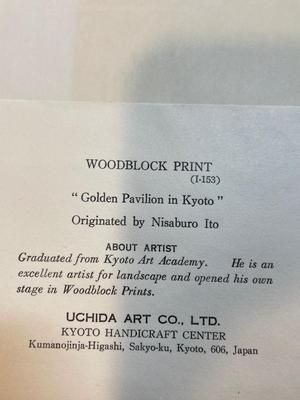 WOODBLOCK PRINT
(I-153)
"Golden Pavilion in Kyoto"
Originated by Nisaburo Ito
ABOUT ARTIST
Graduated from Kyoto Art Academy. He is an
excellent artist for landscape and opened his own
stage in Woodblock Prints.
UCHIDA ART CO., LTD.
KYOTO HANDICRAFT CENTER
Kumanojinja-Higashi, Sakyo-ku, Kyoto, 606, Japan